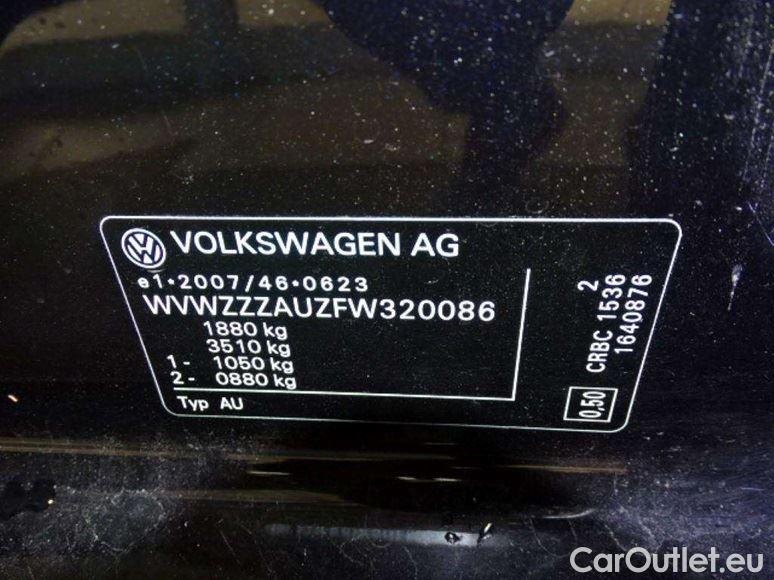 VOLKSWAGEN AG
e1*2007/46*0623
WVWZZZAUZFW320086
1880 kg
3510 kg
1- 1050 kg
2- 0880 kg
Typ AU
2
CRBC 1536
1640876
0,50
CarOutlet.eu